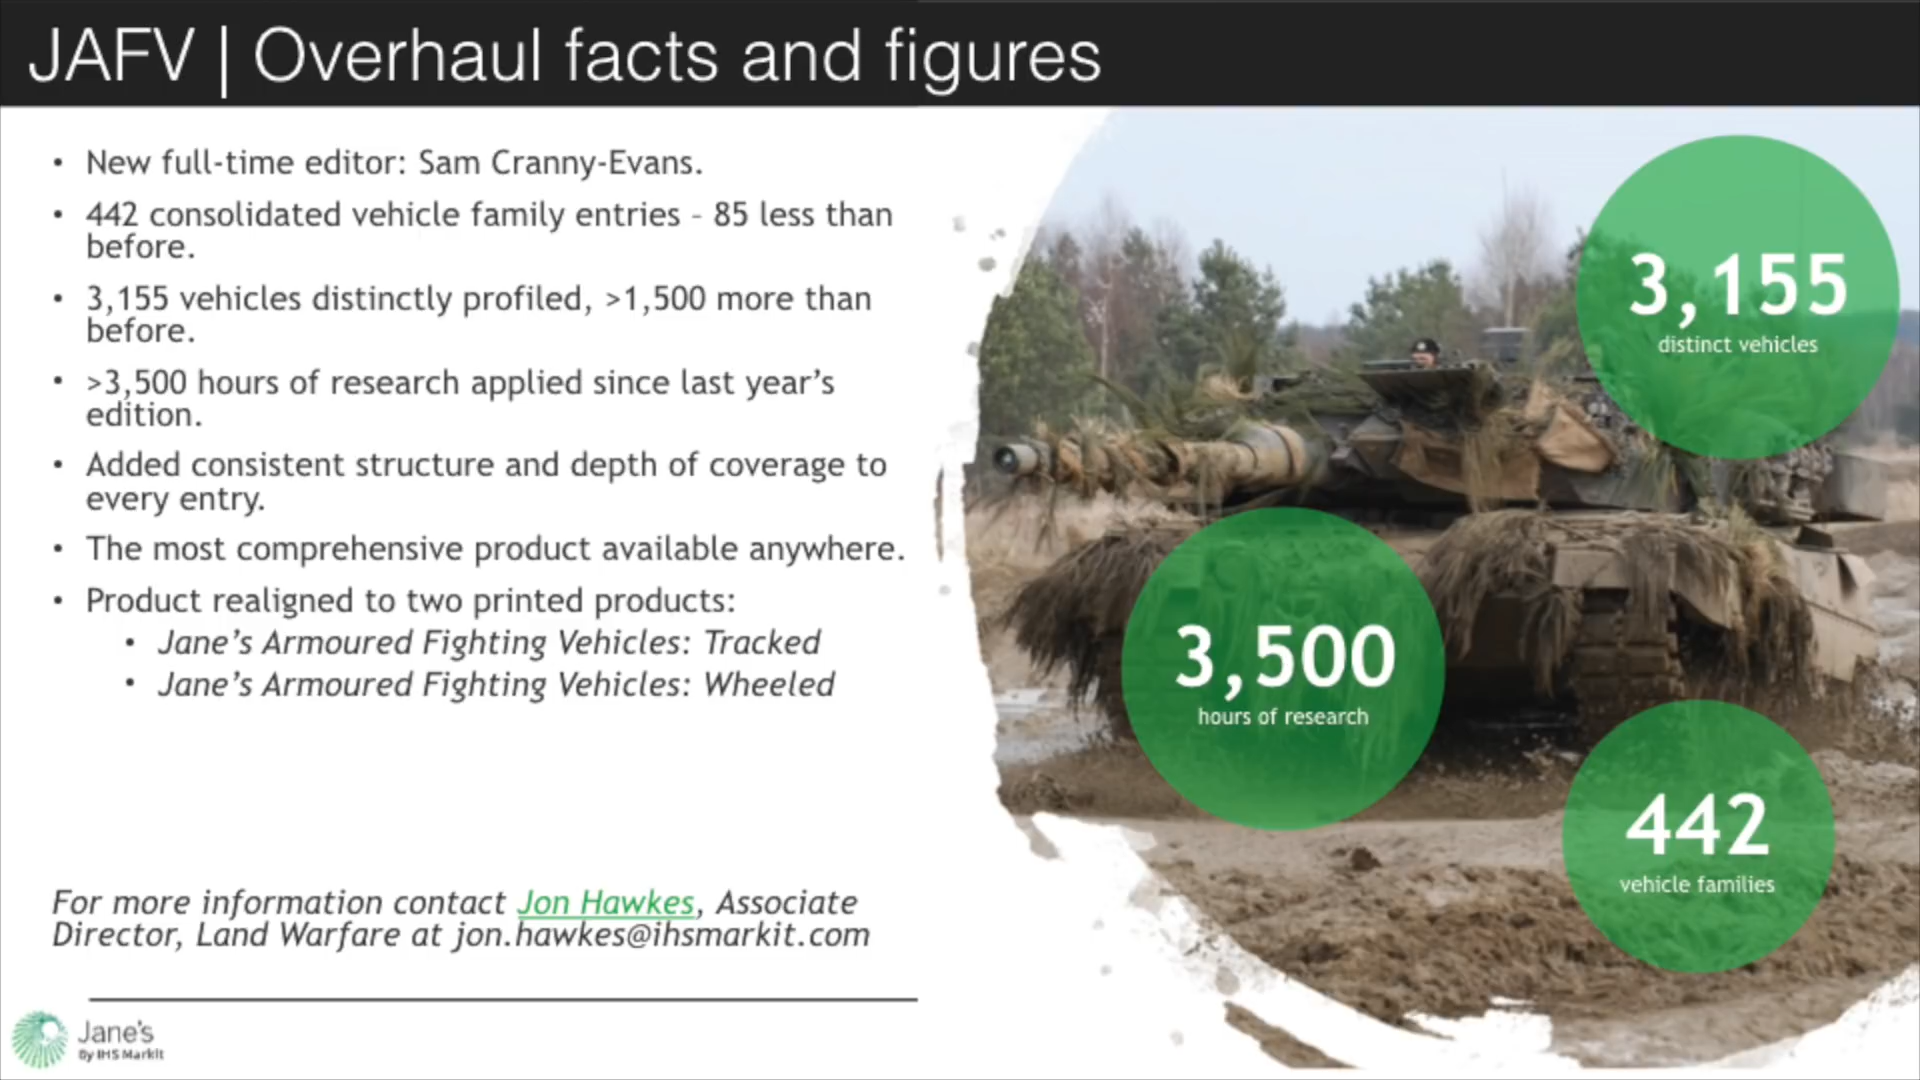 JAFV | Overhaul facts and figures
• New full-time editor: Sam Cranny-Evans.
• 442 consolidated vehicle family entries – 85 less than
before.
• 3,155 vehicles distinctly profiled, >1,500 more than
before.
• >3,500 hours of research applied since last year’s
edition.
• Added consistent structure and depth of coverage to
every entry.
• The most comprehensive product available anywhere.
• Product realigned to two printed products:
• Jane’s Armoured Fighting Vehicles: Tracked
• Jane’s Armoured Fighting Vehicles: Wheeled
For more information contact Jon Hawkes, Associate
Director, Land Warfare at jon.hawkes@ihsmarkit.com
Jane’s
By IHS Markit
3,155
distinct vehicles
3,500
hours of research
442
vehicle families